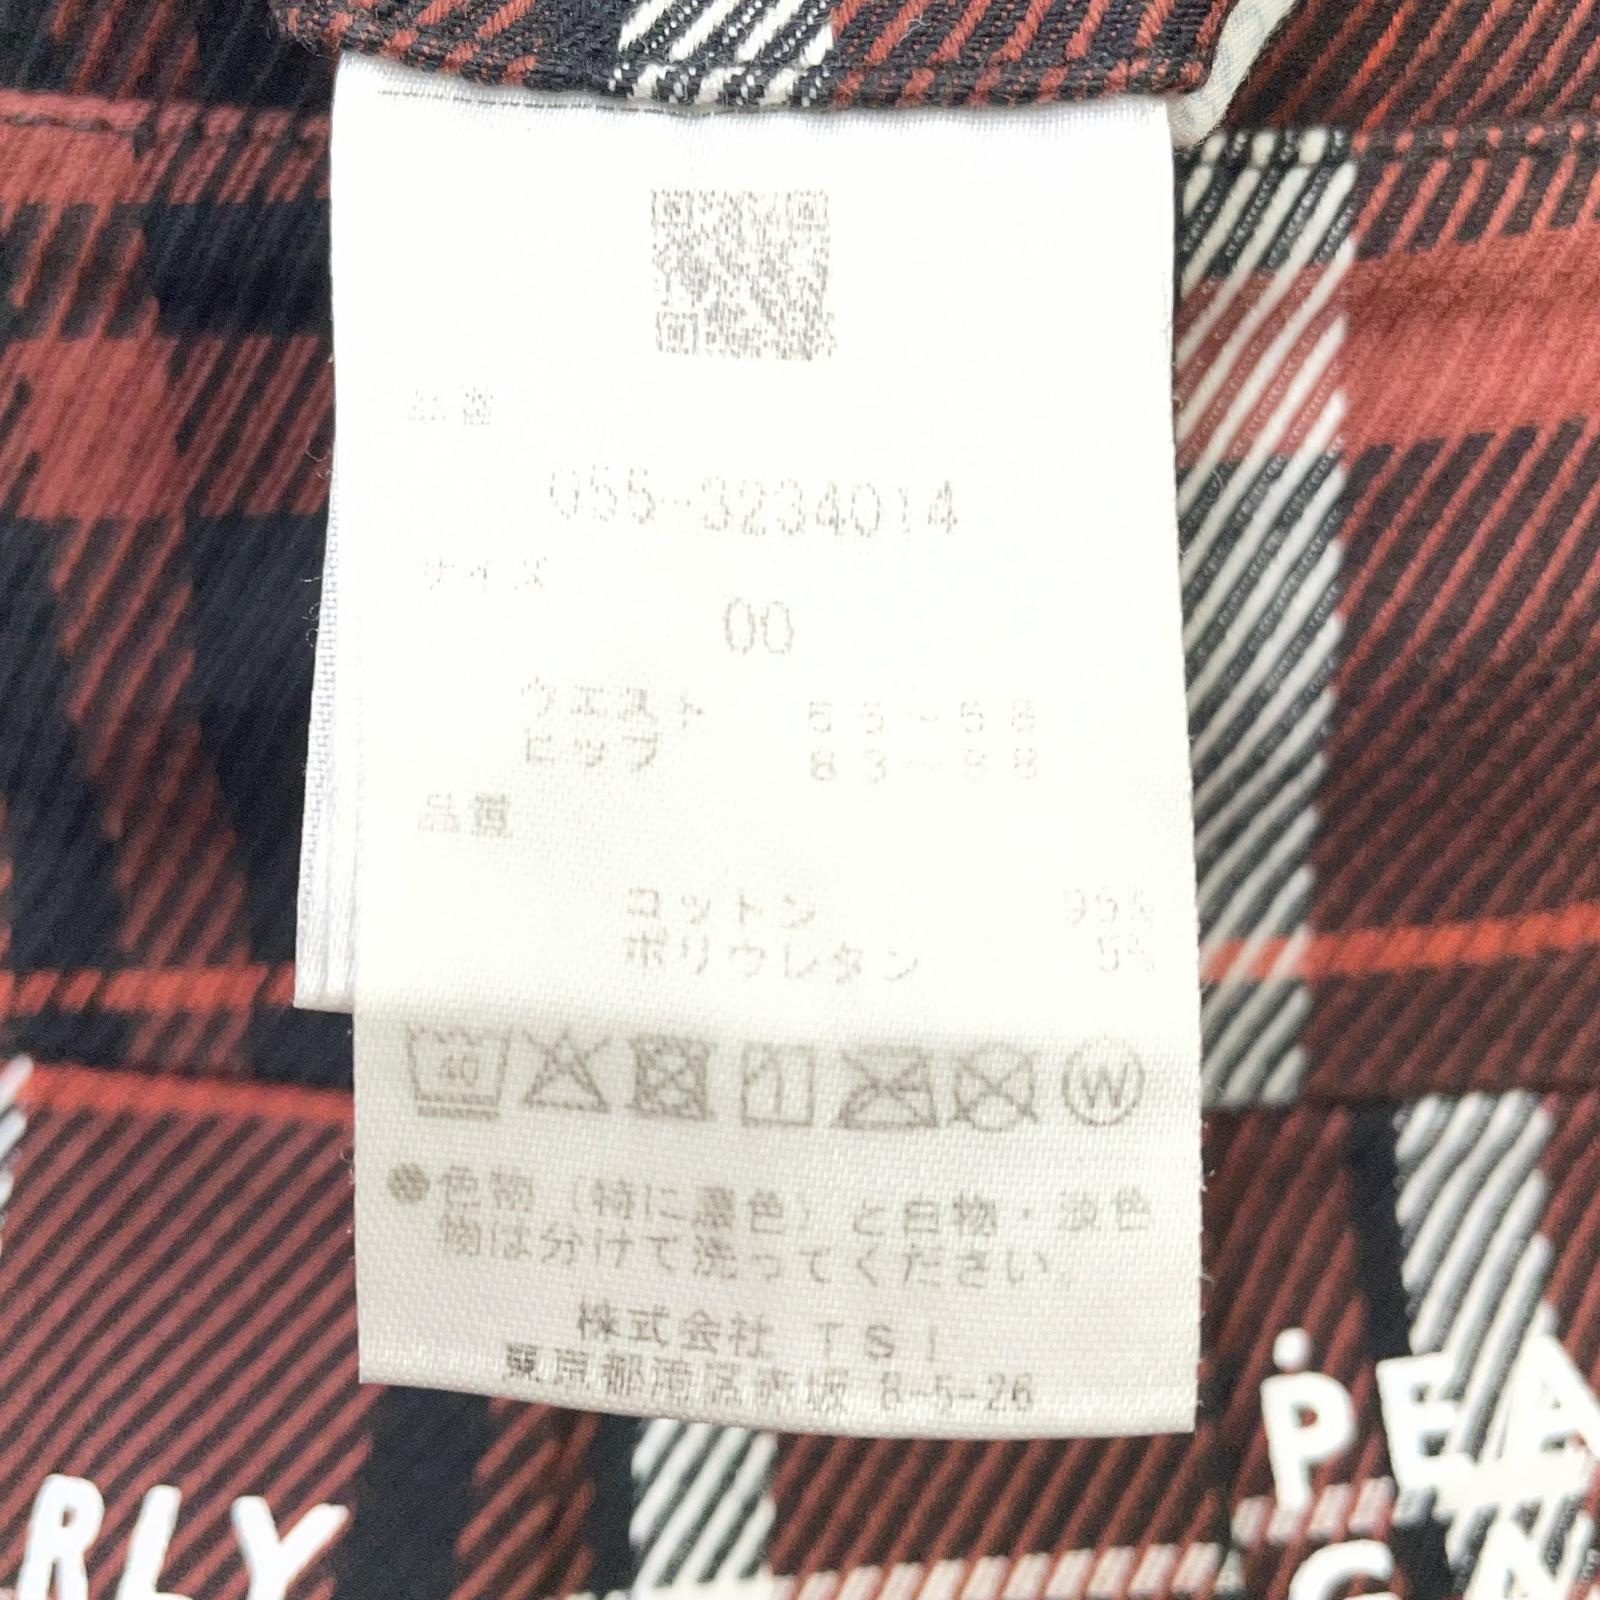 品番
055-3234014
サイズ
00
ウエスト 53~58
ヒップ 83~88
品質
コットン 95%
ポリウレタン 5%
40
W
●色物(特に濃色)と白物・淡色
物は分けて洗ってください。
株式会社 TSI
東京都港区赤坂 8-5-26
PEA
RLY
GA